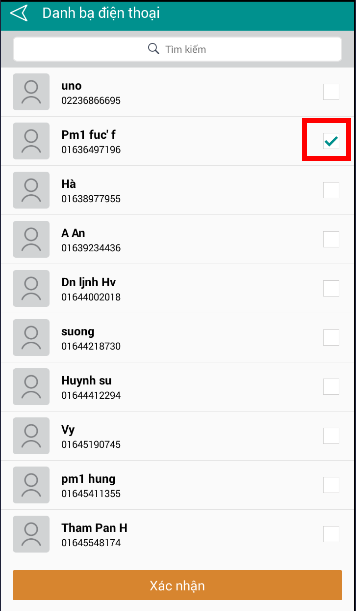 Danh bạ điện thoại
Tìm kiếm
uno
02236866695
Pm1 fuc' f
01636497196
Hà
01638977955
A An
01639234436
Dn ljnh Hv
01644002018
suong
01644218730
Huynh su
01644412294
Vy
01645190745
pm1 hung
01645411355
Tham Pan H
01645548174
Xác nhận